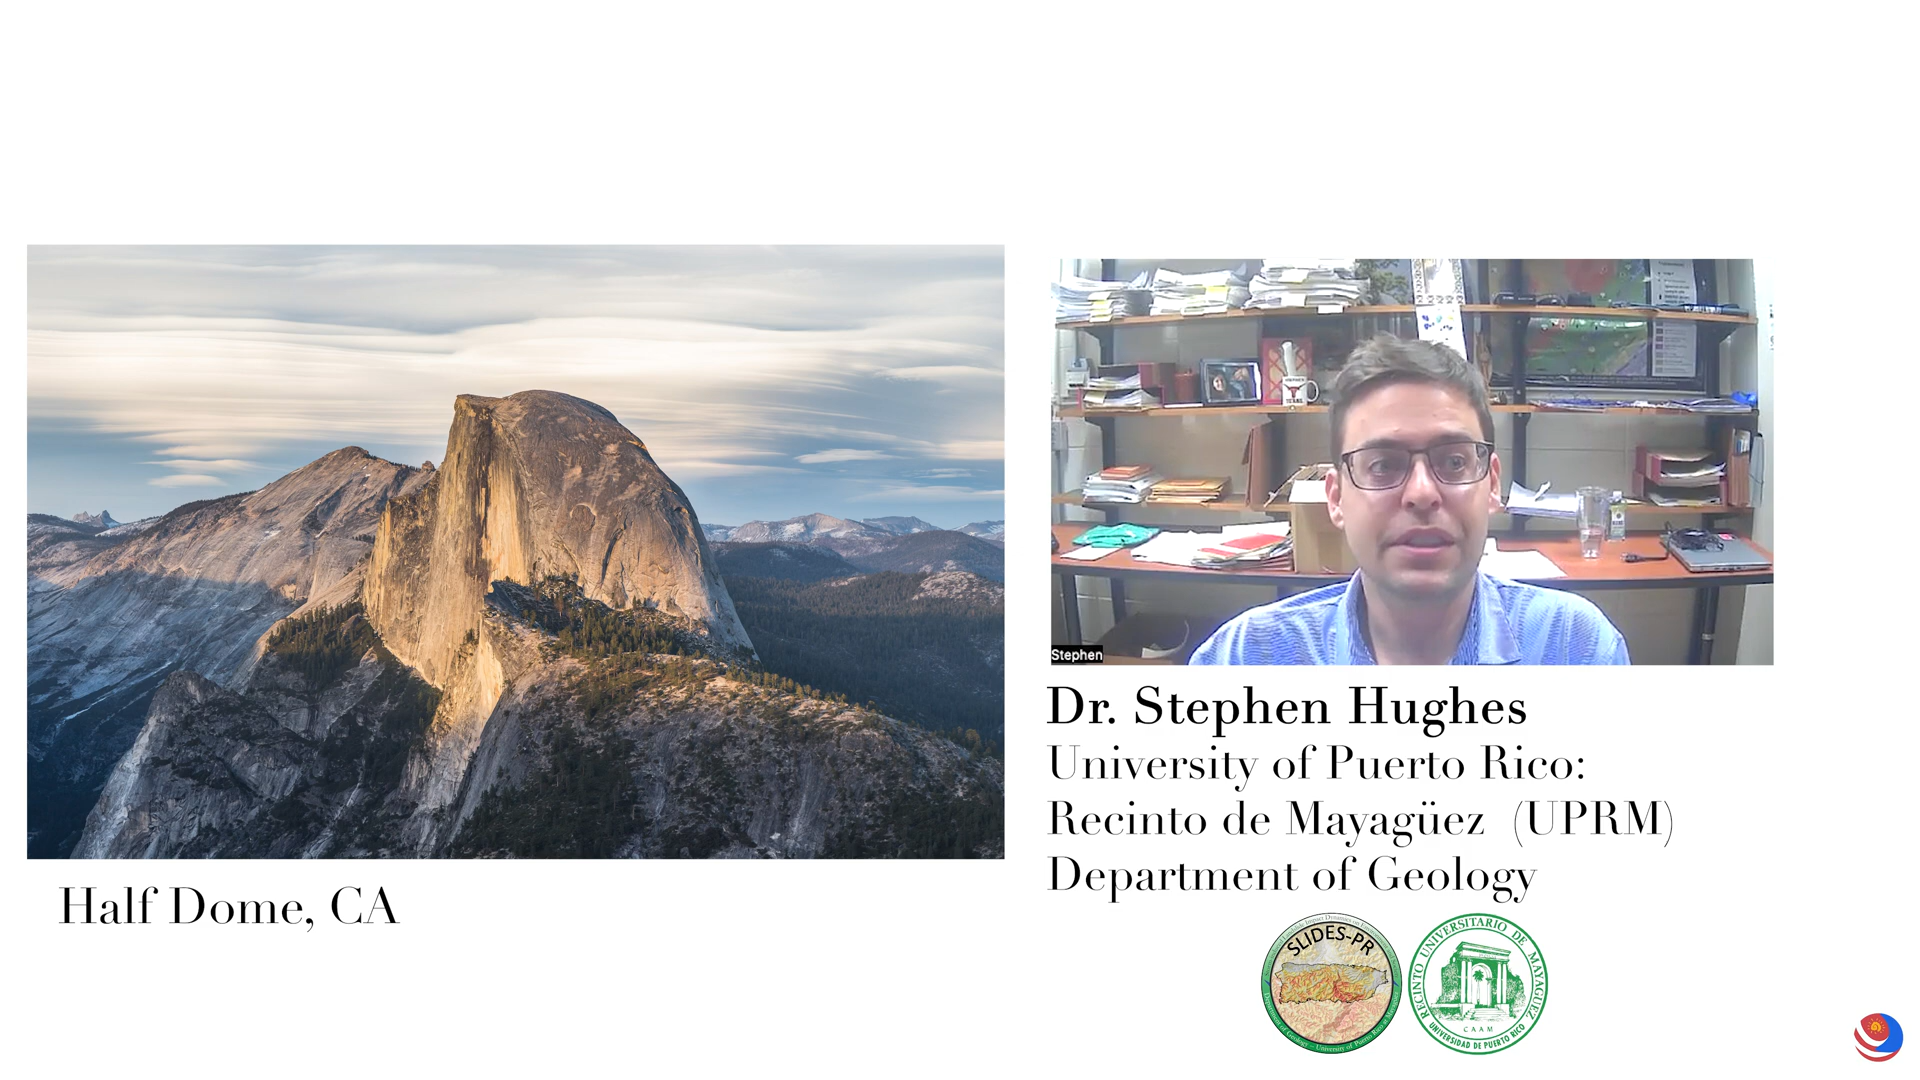 Stephen
Half Dome, CA
Dr. Stephen Hughes
University of Puerto Rico:
Recinto de Mayagüez (UPRM)
Department of Geology
SLIDES-PR
RECINTO UNIVERSITARIO DE MAYAGÜEZ
CAAM
UNIVERSIDAD DE PUERTO RICO